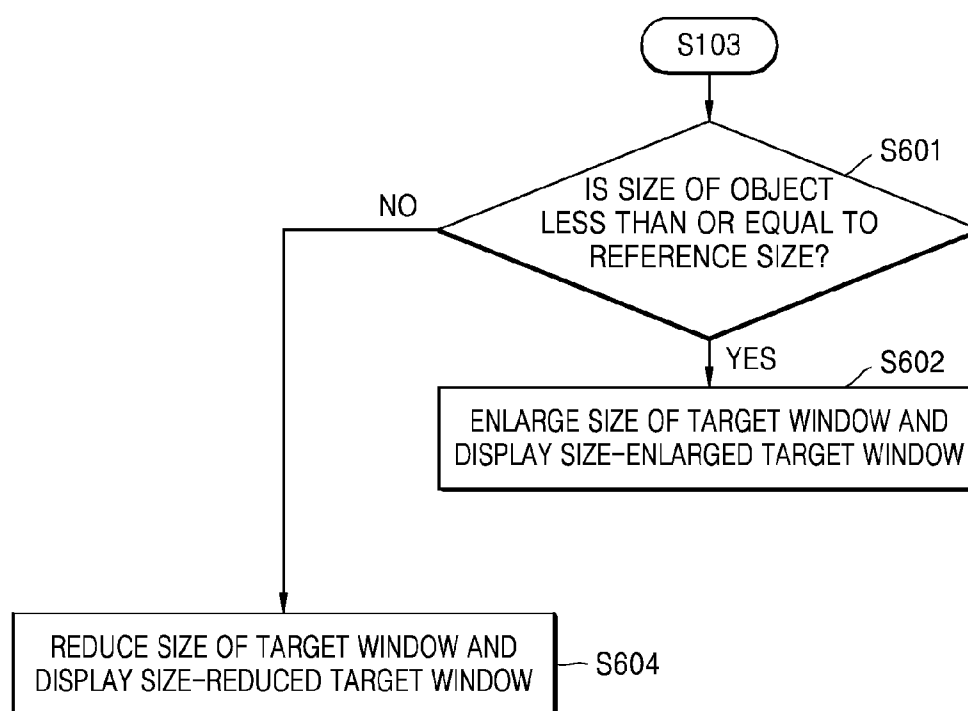 S103
S601
IS SIZE OF OBJECT
LESS THAN OR EQUAL TO
REFERENCE SIZE?
NO
YES
S602
ENLARGE SIZE OF TARGET WINDOW AND
DISPLAY SIZE-ENLARGED TARGET WINDOW
REDUCE SIZE OF TARGET WINDOW AND
DISPLAY SIZE-REDUCED TARGET WINDOW
S604